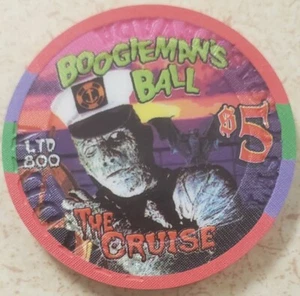 BOOGIEMAN'S
BALL
$5
LTD
800
THE
CRUISE